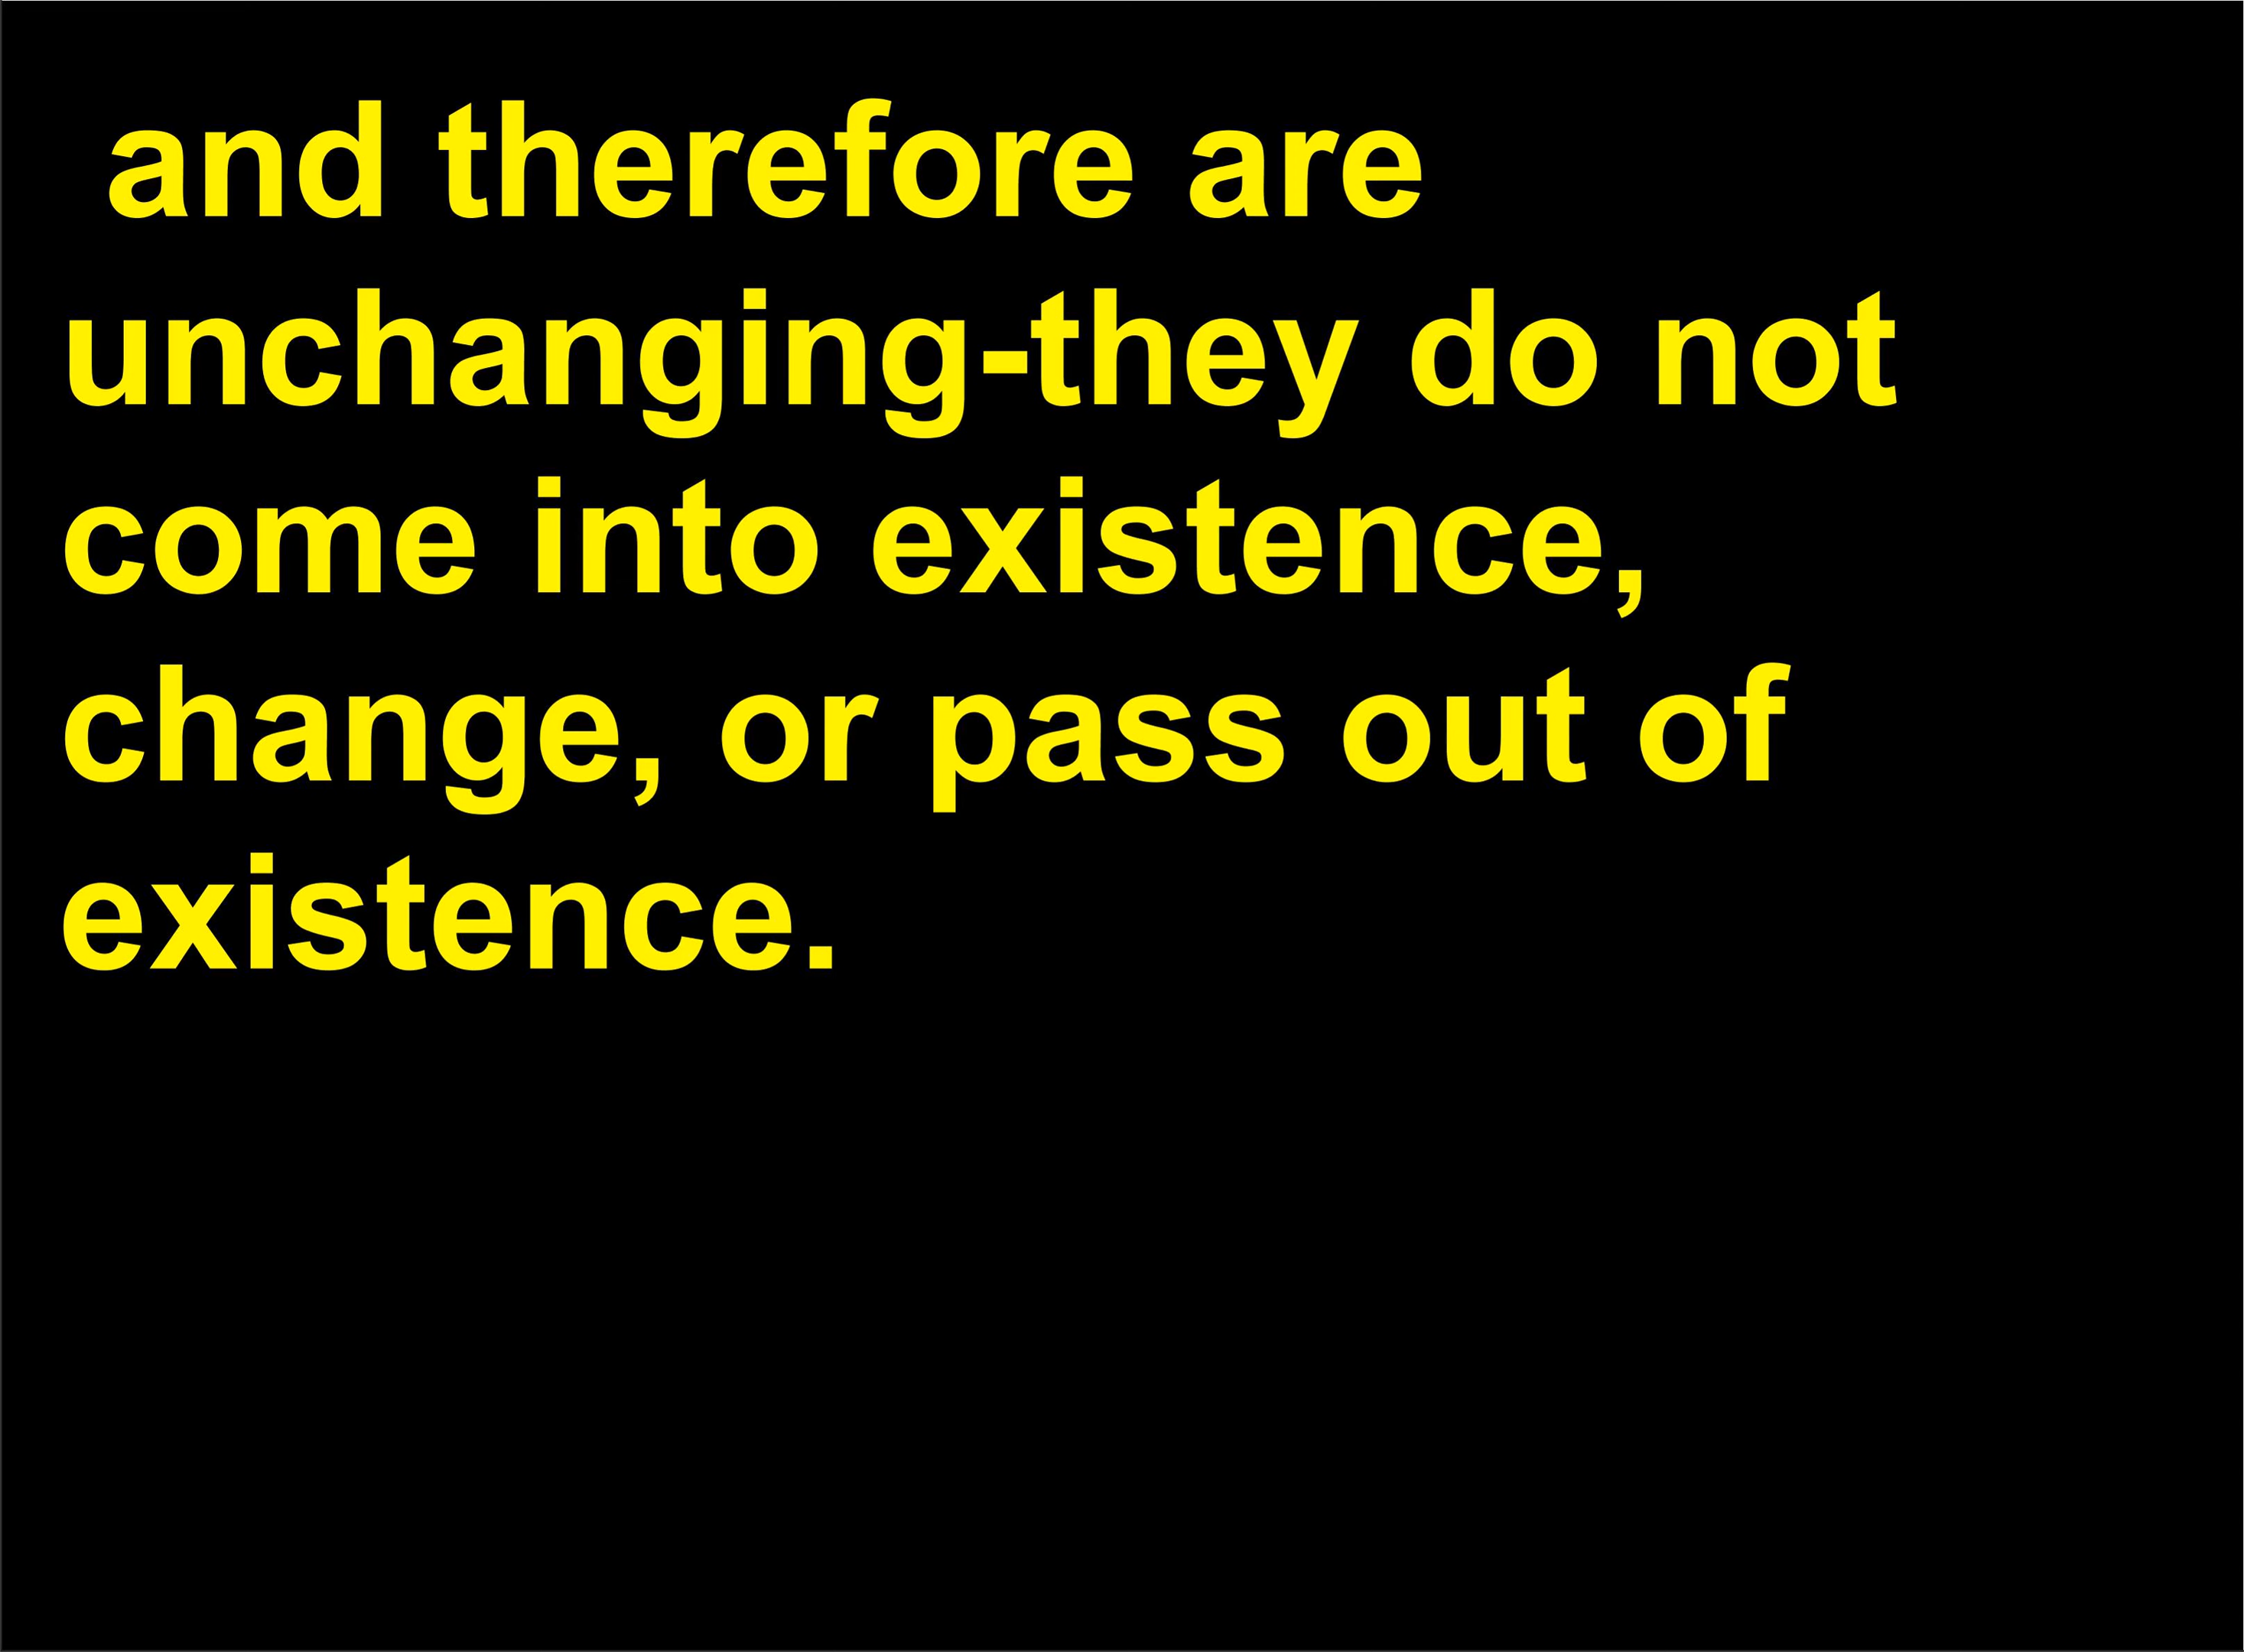 and therefore are
unchanging-they do not
come into existence,
change, or pass out of
existence.